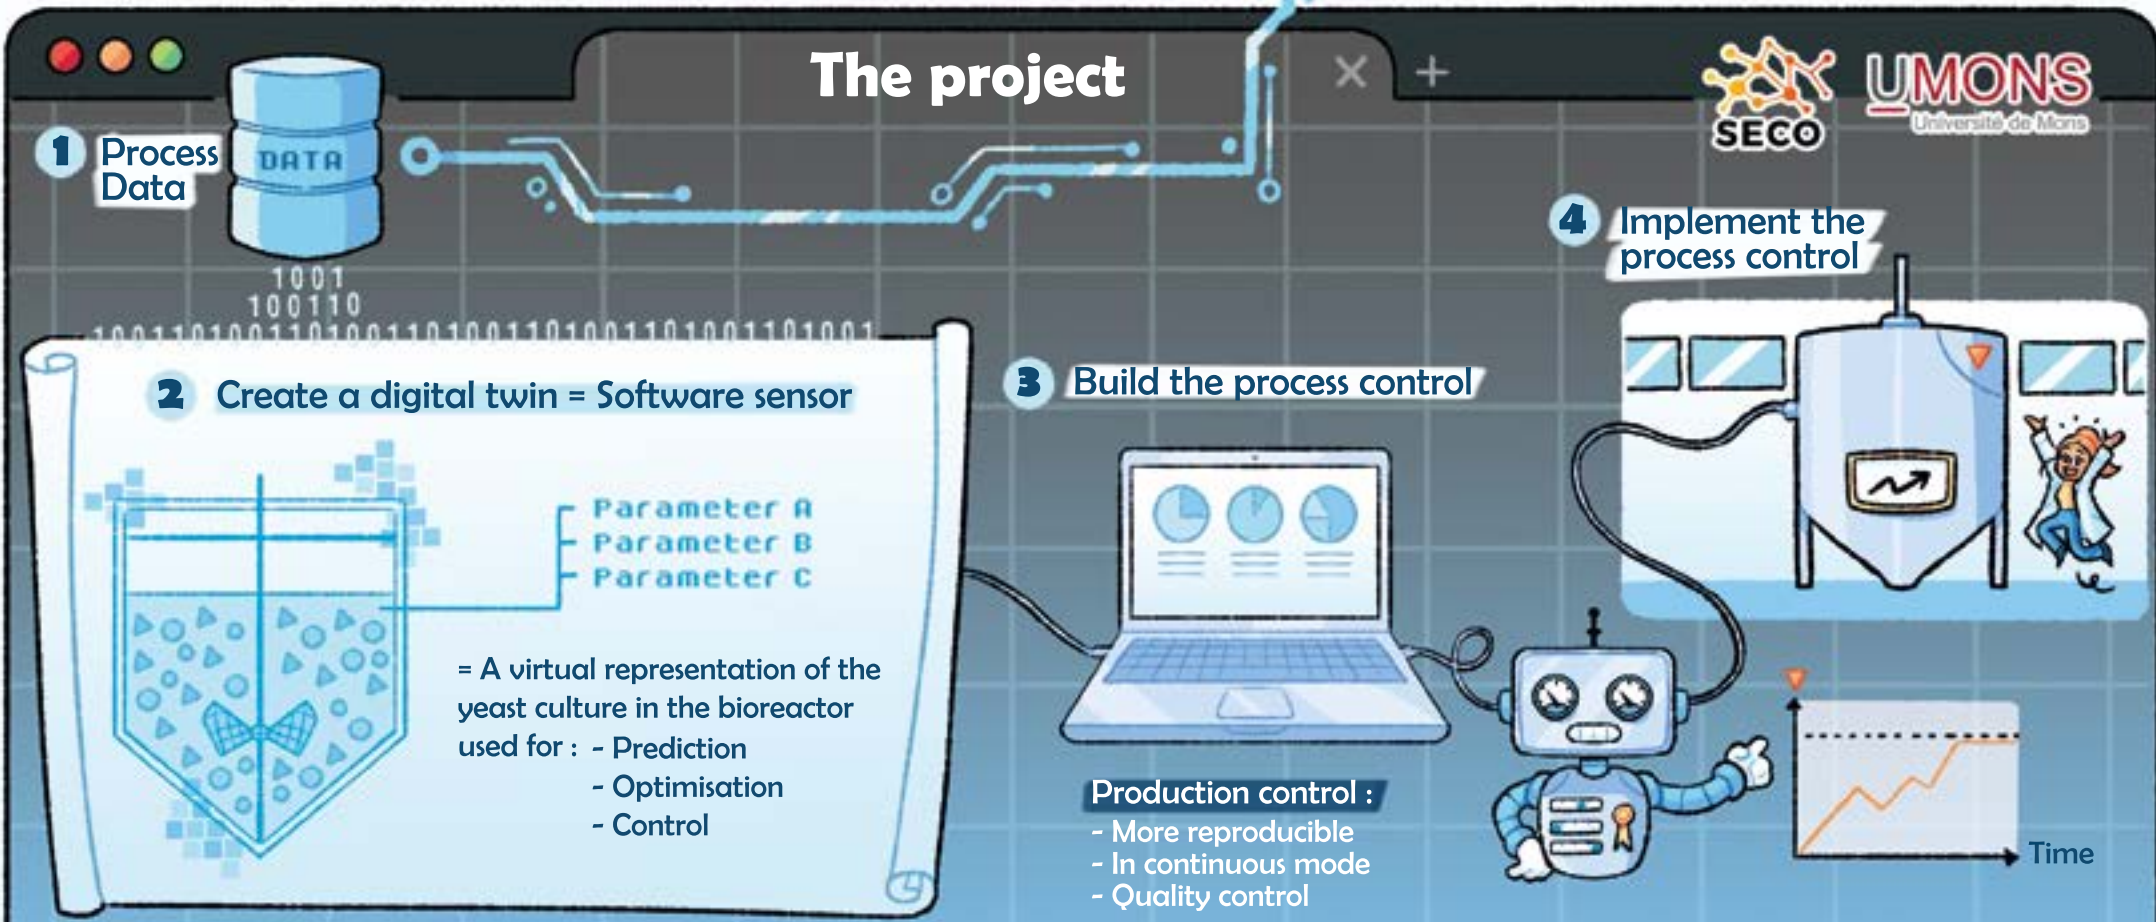 The project
SECO
UMONS
Université de Mons
1 Process
Data
DATA
1001
100110
1001101001101001101001101001101001101001
2 Create a digital twin = Software sensor
Parameter A
Parameter B
Parameter C
= A virtual representation of the
yeast culture in the bioreactor
used for : - Prediction
- Optimisation
- Control
3 Build the process control
Production control :
- More reproducible
- In continuous mode
- Quality control
4 Implement the
process control
Time